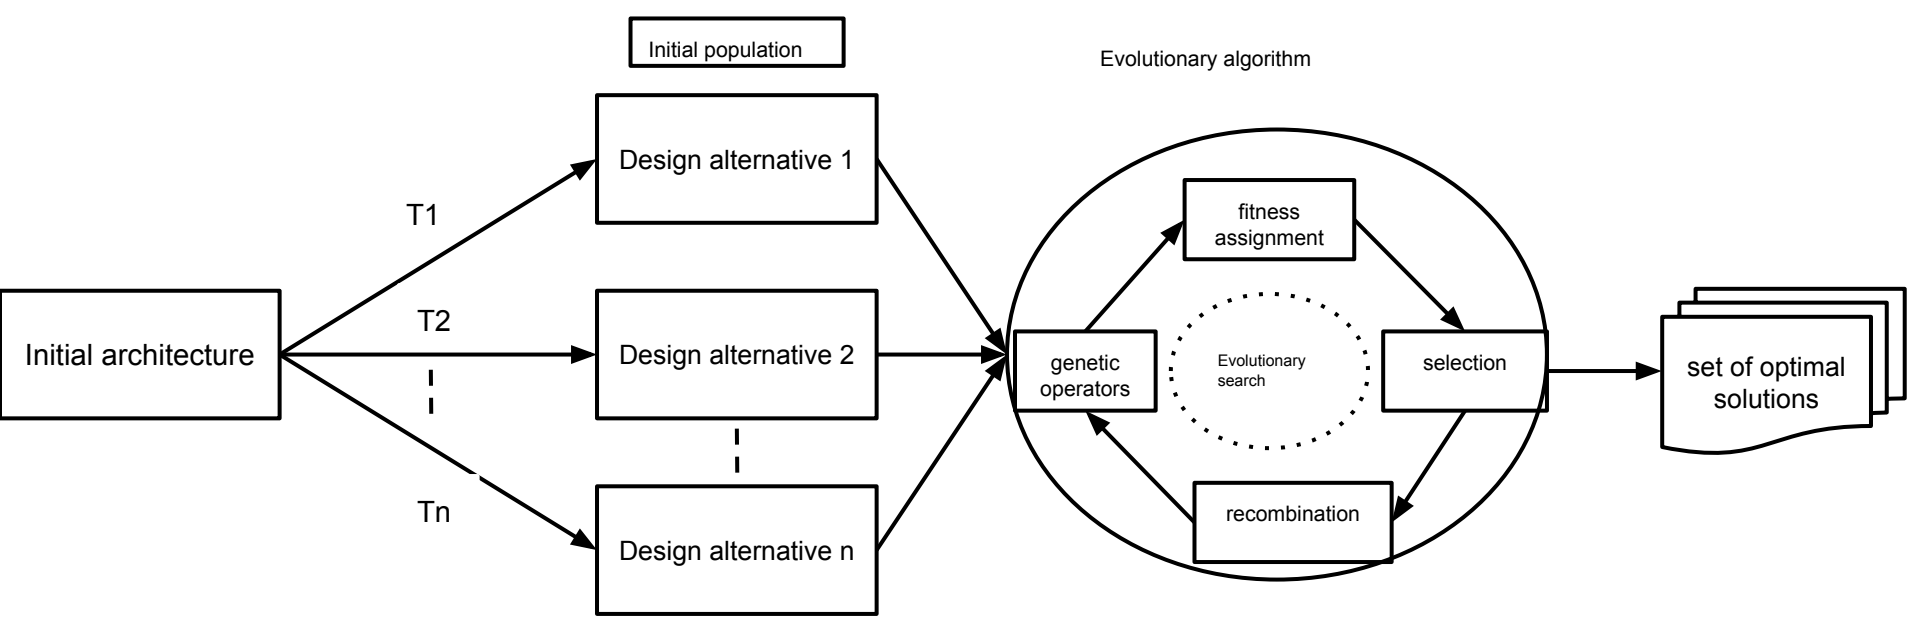 Initial population
Evolutionary algorithm
Design alternative 1
T1
fitness
assignment
T2
Initial architecture
Design alternative 2
genetic
operators
Evolutionary
search
selection
set of optimal
solutions
Tn
recombination
Design alternative n